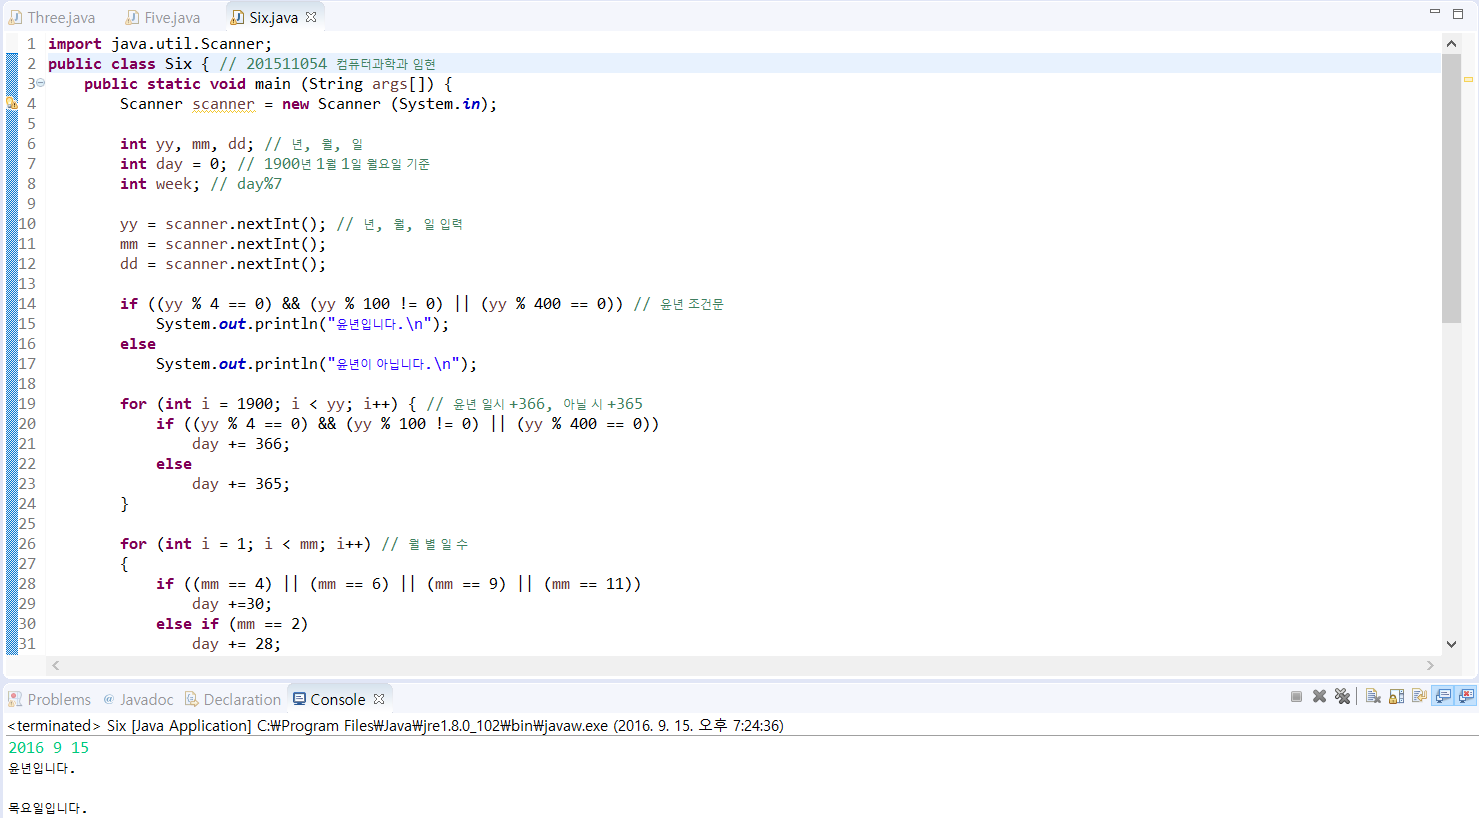 Three.java Five.java Six.java
1 import java.util.Scanner;
2 public class Six { // 201511054 컴퓨터과학과 임현
3 public static void main (String args[]) {
4 Scanner scanner = new Scanner (System.in);
5
6 int yy, mm, dd; // 년, 월, 일
7 int day = 0; // 1900년 1월 1일 월요일 기준
8 int week; // day%7
9
10 yy = scanner.nextInt(); // 년, 월, 일 입력
11 mm = scanner.nextInt();
12 dd = scanner.nextInt();
13
14 if ((yy % 4 == 0) && (yy % 100 != 0) || (yy % 400 == 0)) // 윤년 조건문
15 System.out.println("윤년입니다.\n");
16 else
17 System.out.println("윤년이 아닙니다.\n");
18
19 for (int i = 1900; i < yy; i++) { // 윤년 일시 +366, 아닐 시 +365
20 if ((yy % 4 == 0) && (yy % 100 != 0) || (yy % 400 == 0))
21 day += 366;
22 else
23 day += 365;
24 }
25
26 for (int i = 1; i < mm; i++) // 월 별 일 수
27 {
28 if ((mm == 4) || (mm == 6) || (mm == 9) || (mm == 11))
29 day +=30;
30 else if (mm == 2)
31 day += 28;
Problems @ Javadoc Declaration Console
<terminated> Six [Java Application] C:₩Program Files₩Java₩jre1.8.0_102₩bin₩javaw.exe (2016. 9. 15. 오후 7:24:36)
2016 9 15
윤년입니다.
목요일입니다.